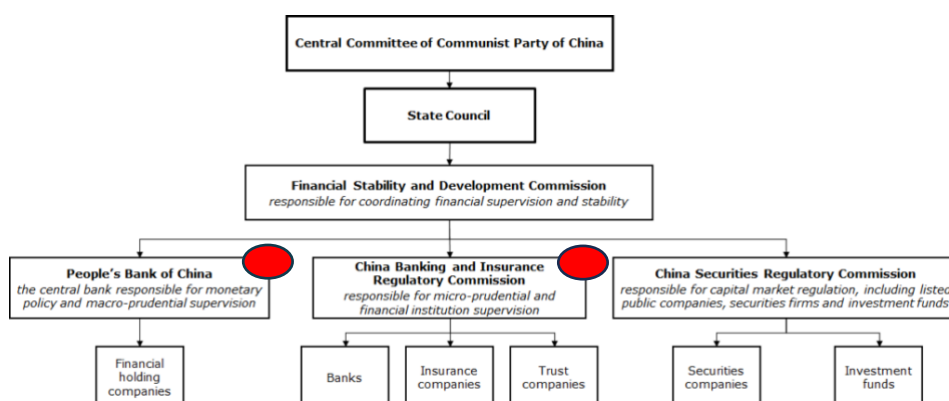 Central Committee of Communist Party of China
State Council
Financial Stability and Development Commission
responsible for coordinating financial supervision and stability
People's Bank of China
the central bank responsible for monetary
policy and macro-prudential supervision
China Banking and Insurance
Regulatory Commission
responsible for micro-prudential and
financial institution supervision
China Securities Regulatory Commission
responsible for capital market regulation, including listed
public companies, securities firms and investment funds
Financial
holding
companies
Banks
Insurance
companies
Trust
companies
Securities
companies
Investment
funds